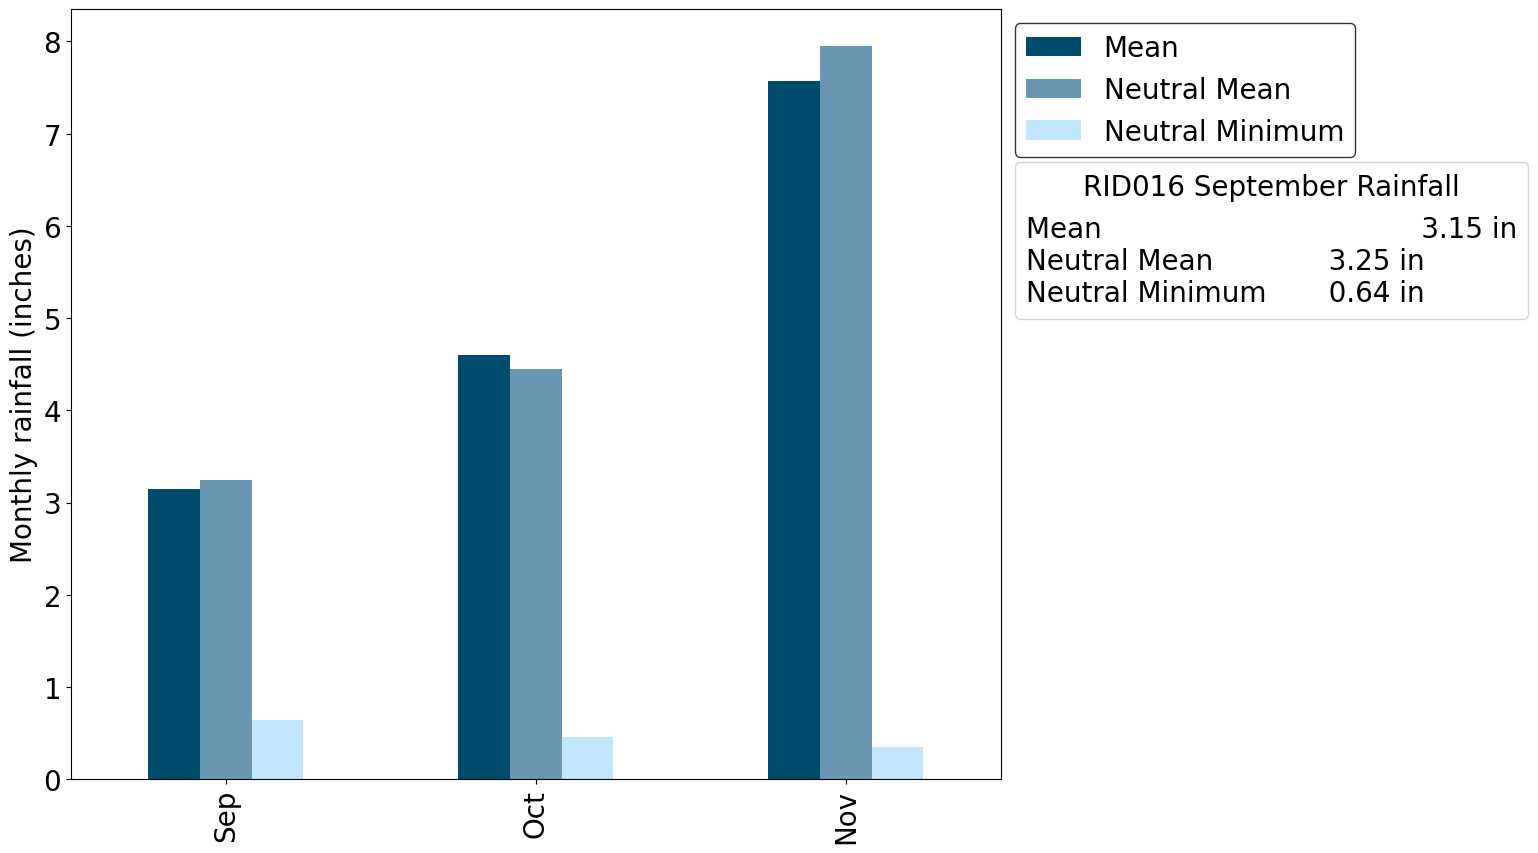 Monthly rainfall (inches)
8
7
6
5
4
3
2
1
0
Sep
Oct
Nov
Mean
Neutral Mean
Neutral Minimum
RID016 September Rainfall
Mean 3.15 in
Neutral Mean 3.25 in
Neutral Minimum 0.64 in